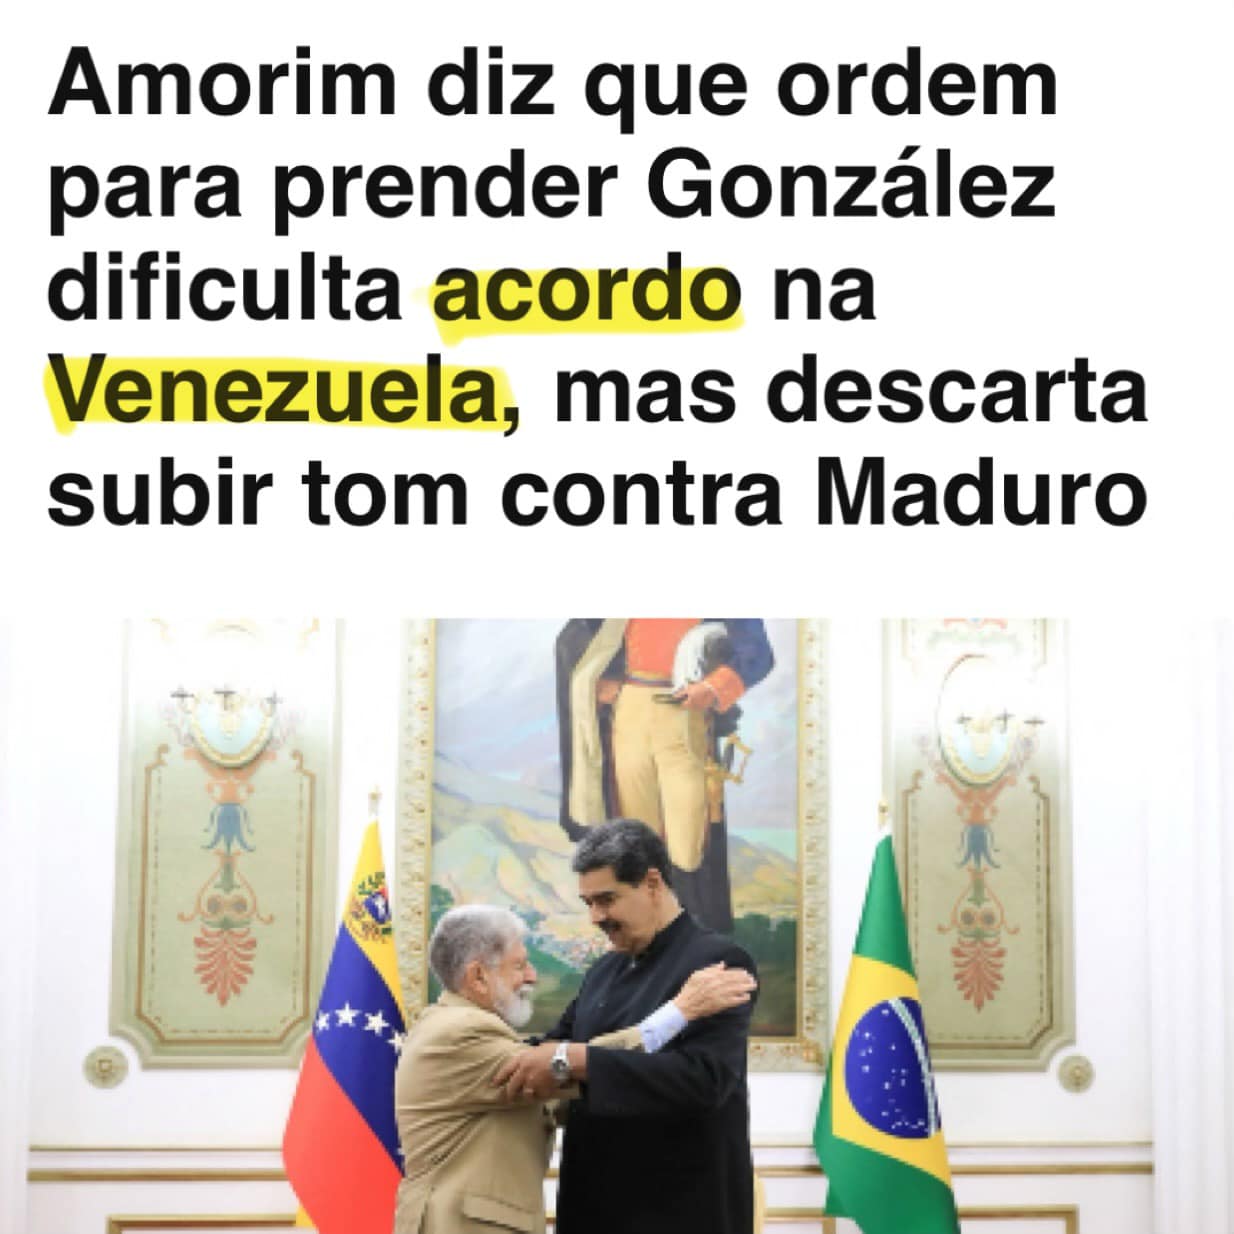 Amorim diz que ordem
para prender González
dificulta acordo na
Venezuela, mas descarta
subir tom contra Maduro